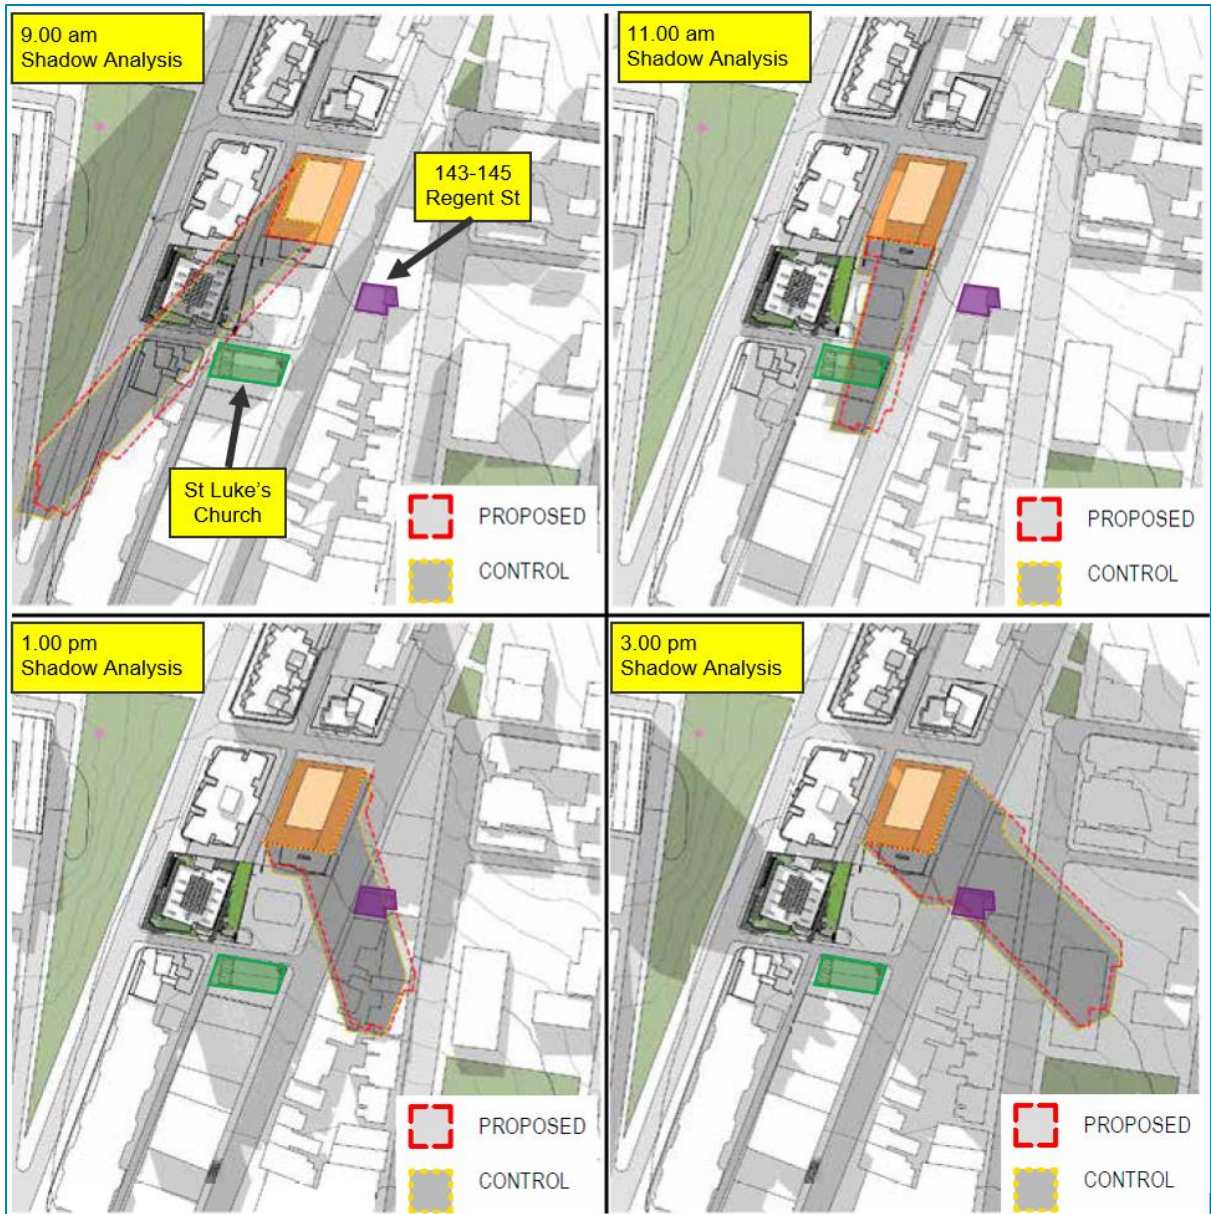 9.00 am
Shadow Analysis
143-145
Regent St
St Luke's
Church
PROPOSED
CONTROL
11.00 am
Shadow Analysis
PROPOSED
CONTROL
1.00 pm
Shadow Analysis
PROPOSED
CONTROL
3.00 pm
Shadow Analysis
PROPOSED
CONTROL